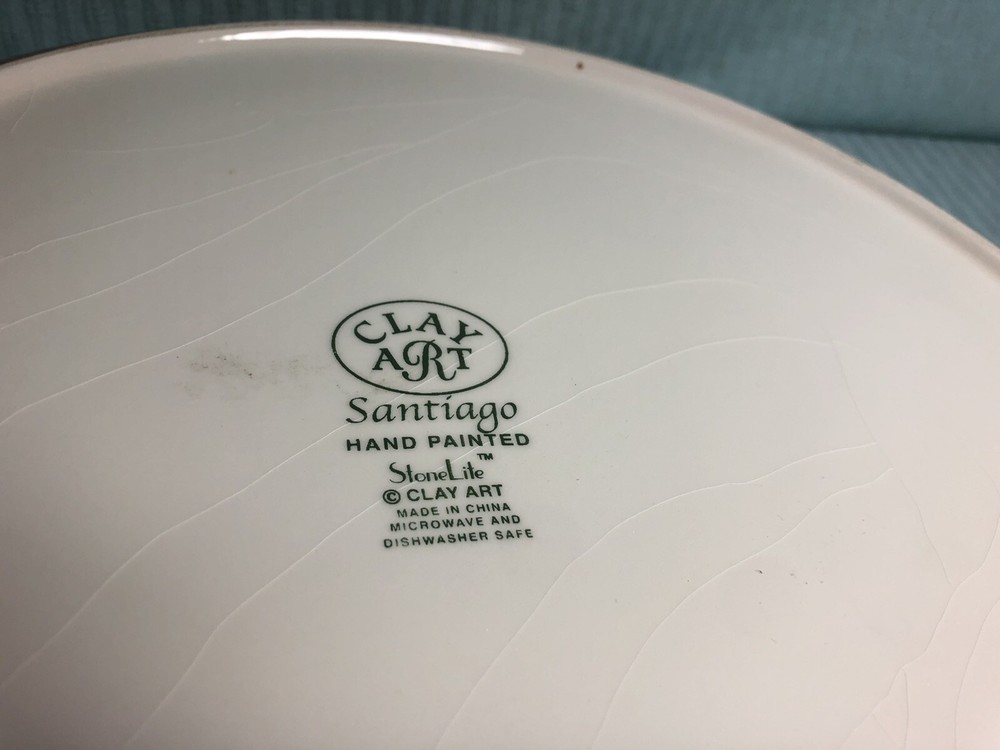 CLAY
ART
Santiago
HAND PAINTED
StoneLite™
© CLAY ART
MADE IN CHINA
MICROWAVE AND
DISHWASHER SAFE